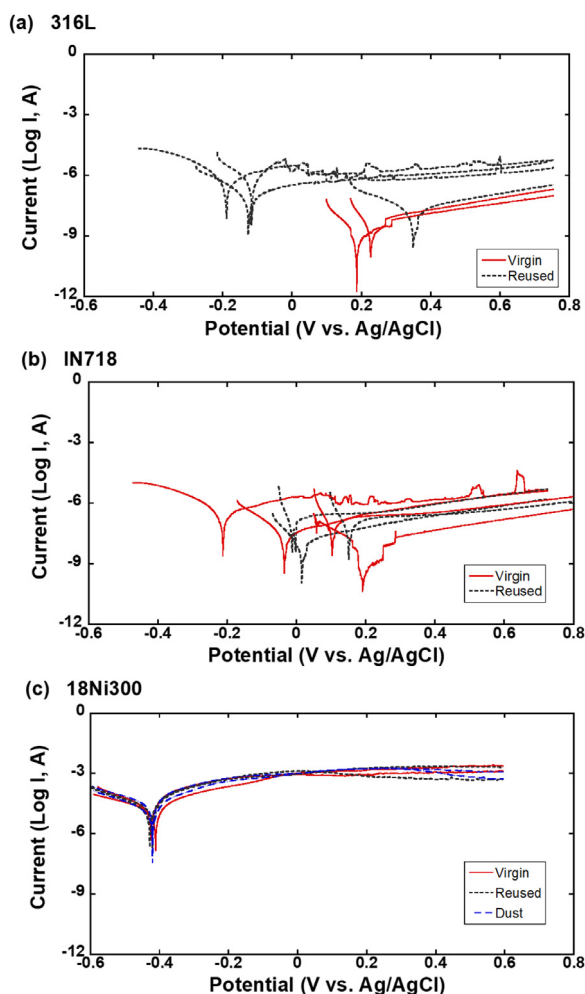 (a) 316L
0
-3
-6
-9
-12
Current (Log I, A)
-0.6 -0.4 -0.2 0 0.2 0.4 0.6 0.8
Potential (V vs. Ag/AgCl)
Virgin
Reused
(b) IN718
0
-3
-6
-9
-12
Current (Log I, A)
-0.6 -0.4 -0.2 0 0.2 0.4 0.6 0.8
Potential (V vs. Ag/AgCl)
Virgin
Reused
(c) 18Ni300
0
-3
-6
-9
-12
Current (Log I, A)
-0.6 -0.4 -0.2 0 0.2 0.4 0.6 0.8
Potential (V vs. Ag/AgCl)
Virgin
Reused
Dust